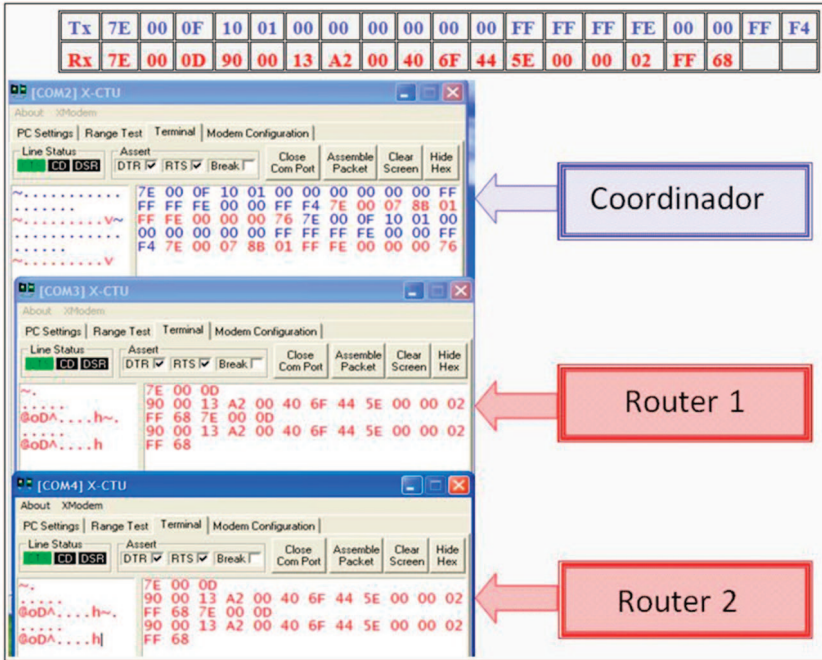 Tx 7E 00 0F 10 01 00 00 00 00 00 00 FF FF FF FE 00 00 FF F4
Rx 7E 00 0D 90 00 13 A2 00 40 6F 44 5E 00 00 02 FF 68
[COM2] X-CTU
About XModem
PC Settings Range Test Terminal Modem Configuration
Line Status Assert
CD DSR DTR RTS Break Close Com Port Assemble Packet Clear Screen Hide Hex
~........... 7E 00 0F 10 01 00 00 00 00 00 00 FF
....... FF FF FE 00 00 FF F4 7E 00 07 8B 01
~..........v~ FF FE 00 00 00 76 7E 00 0F 10 01 00
............ 00 00 00 00 00 FF FF FF FE 00 00 FF
...... F4 7E 00 07 8B 01 FF FE 00 00 00 76
~..........v
Coordinador
[COM3] X-CTU
About XModem
PC Settings Range Test Terminal Modem Configuration
Line Status Assert
CD DSR DTR RTS Break Close Com Port Assemble Packet Clear Screen Hide Hex
~. 7E 00 0D
..... 90 00 13 A2 00 40 6F 44 5E 00 00 02
@oD^....h~. FF 68 7E 00 0D
..... 90 00 13 A2 00 40 6F 44 5E 00 00 02
@oD^....h FF 68
Router 1
[COM4] X-CTU
About XModem
PC Settings Range Test Terminal Modem Configuration
Line Status Assert
CD DSR DTR RTS Break Close Com Port Assemble Packet Clear Screen Hide Hex
~. 7E 00 0D
..... 90 00 13 A2 00 40 6F 44 5E 00 00 02
@oD^....h~. FF 68 7E 00 0D
..... 90 00 13 A2 00 40 6F 44 5E 00 00 02
@oD^....h FF 68
Router 2